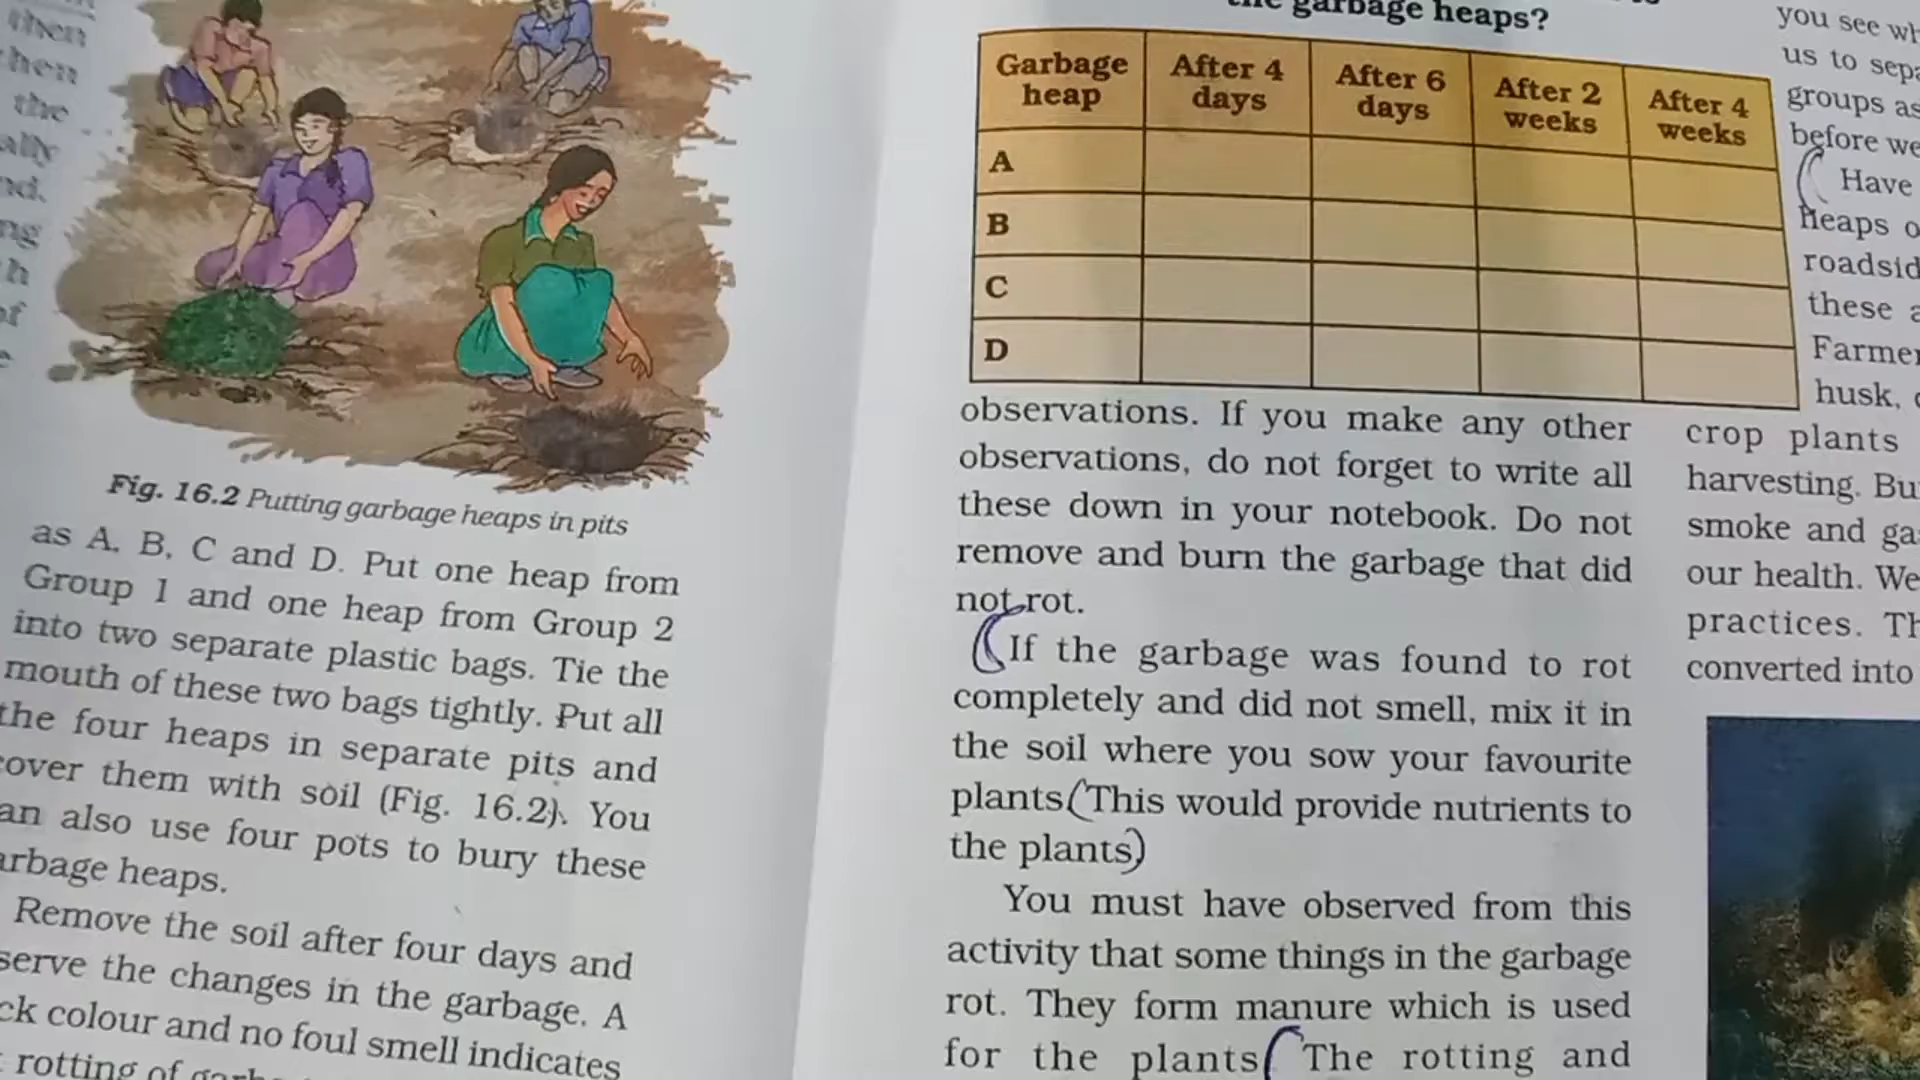 then
then
the
ally
nd.
ng
h
of
Fig. 16.2 Putting garbage heaps in pits
as A, B, C and D. Put one heap from
Group 1 and one heap from Group 2
into two separate plastic bags. Tie the
mouth of these two bags tightly. Put all
the four heaps in separate pits and
cover them with soil (Fig. 16.2). You
an also use four pots to bury these
arbage heaps.
Remove the soil after four days and
serve the changes in the garbage. A
ck colour and no foul smell indicates
rotting of
the garbage heaps?
Garbage heap After 4 days After 6 days After 2 weeks After 4 weeks
A
B
C
D
observations. If you make any other
observations, do not forget to write all
these down in your notebook. Do not
remove and burn the garbage that did
not rot.
If the garbage was found to rot
completely and did not smell, mix it in
the soil where you sow your favourite
plants. This would provide nutrients to
the plants.
You must have observed from this
activity that some things in the garbage
rot. They form manure which is used
for the plants. The rotting and
you see wh
us to sepa
groups as
before we
Have
heaps o
roadsid
these a
Farmer
husk,
crop plants
harvesting. Bu
smoke and ga
our health. We
practices. Th
converted into